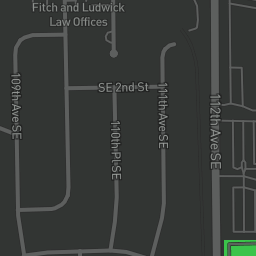 Fitch and Ludwick
Law Offices
SE 2nd St
109th Ave SE
110th Pl SE
111th Ave SE
112th Ave SE